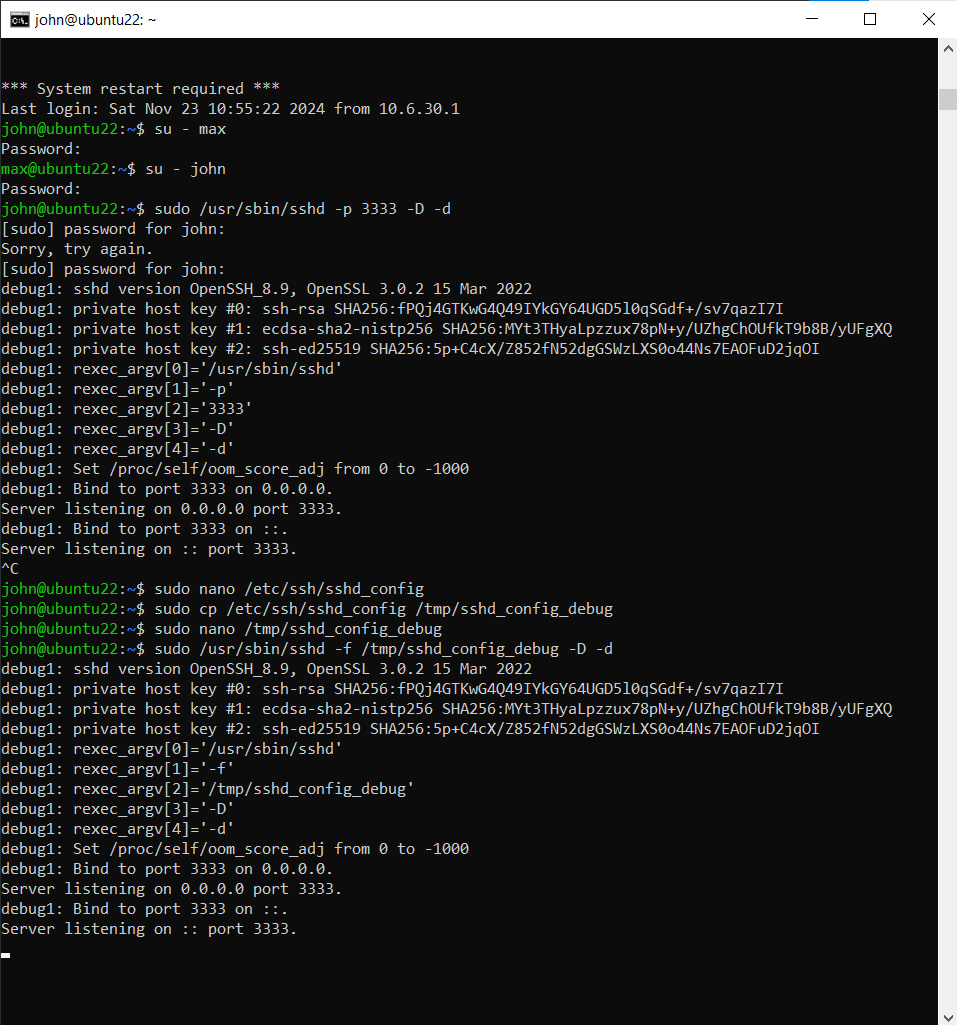 john@ubuntu22: ~
*** System restart required ***
Last login: Sat Nov 23 10:55:22 2024 from 10.6.30.1
john@ubuntu22:~$ su - max
Password:
max@ubuntu22:~$ su - john
Password:
john@ubuntu22:~$ sudo /usr/sbin/sshd -p 3333 -D -d
[sudo] password for john:
Sorry, try again.
[sudo] password for john:
debug1: sshd version OpenSSH_8.9, OpenSSL 3.0.2 15 Mar 2022
debug1: private host key #0: ssh-rsa SHA256:fPQj4GTKwG4Q49IYkGY64UGD5l0qSGdf+/sv7qazI7I
debug1: private host key #1: ecdsa-sha2-nistp256 SHA256:MYt3THyaLpzzux78pN+y/UZhgChOUfkT9b8B/yUFgXQ
debug1: private host key #2: ssh-ed25519 SHA256:5p+C4cX/Z852fN52dgGSWzLXS0o44Ns7EAOFuD2jqOI
debug1: rexec_argv[0]='/usr/sbin/sshd'
debug1: rexec_argv[1]='-p'
debug1: rexec_argv[2]='3333'
debug1: rexec_argv[3]='-D'
debug1: rexec_argv[4]='-d'
debug1: Set /proc/self/oom_score_adj from 0 to -1000
debug1: Bind to port 3333 on 0.0.0.0.
Server listening on 0.0.0.0 port 3333.
debug1: Bind to port 3333 on ::.
Server listening on :: port 3333.
^C
john@ubuntu22:~$ sudo nano /etc/ssh/sshd_config
john@ubuntu22:~$ sudo cp /etc/ssh/sshd_config /tmp/sshd_config_debug
john@ubuntu22:~$ sudo nano /tmp/sshd_config_debug
john@ubuntu22:~$ sudo /usr/sbin/sshd -f /tmp/sshd_config_debug -D -d
debug1: sshd version OpenSSH_8.9, OpenSSL 3.0.2 15 Mar 2022
debug1: private host key #0: ssh-rsa SHA256:fPQj4GTKwG4Q49IYkGY64UGD5l0qSGdf+/sv7qazI7I
debug1: private host key #1: ecdsa-sha2-nistp256 SHA256:MYt3THyaLpzzux78pN+y/UZhgChOUfkT9b8B/yUFgXQ
debug1: private host key #2: ssh-ed25519 SHA256:5p+C4cX/Z852fN52dgGSWzLXS0o44Ns7EAOFuD2jqOI
debug1: rexec_argv[0]='/usr/sbin/sshd'
debug1: rexec_argv[1]='-f'
debug1: rexec_argv[2]='/tmp/sshd_config_debug'
debug1: rexec_argv[3]='-D'
debug1: rexec_argv[4]='-d'
debug1: Set /proc/self/oom_score_adj from 0 to -1000
debug1: Bind to port 3333 on 0.0.0.0.
Server listening on 0.0.0.0 port 3333.
debug1: Bind to port 3333 on ::.
Server listening on :: port 3333.